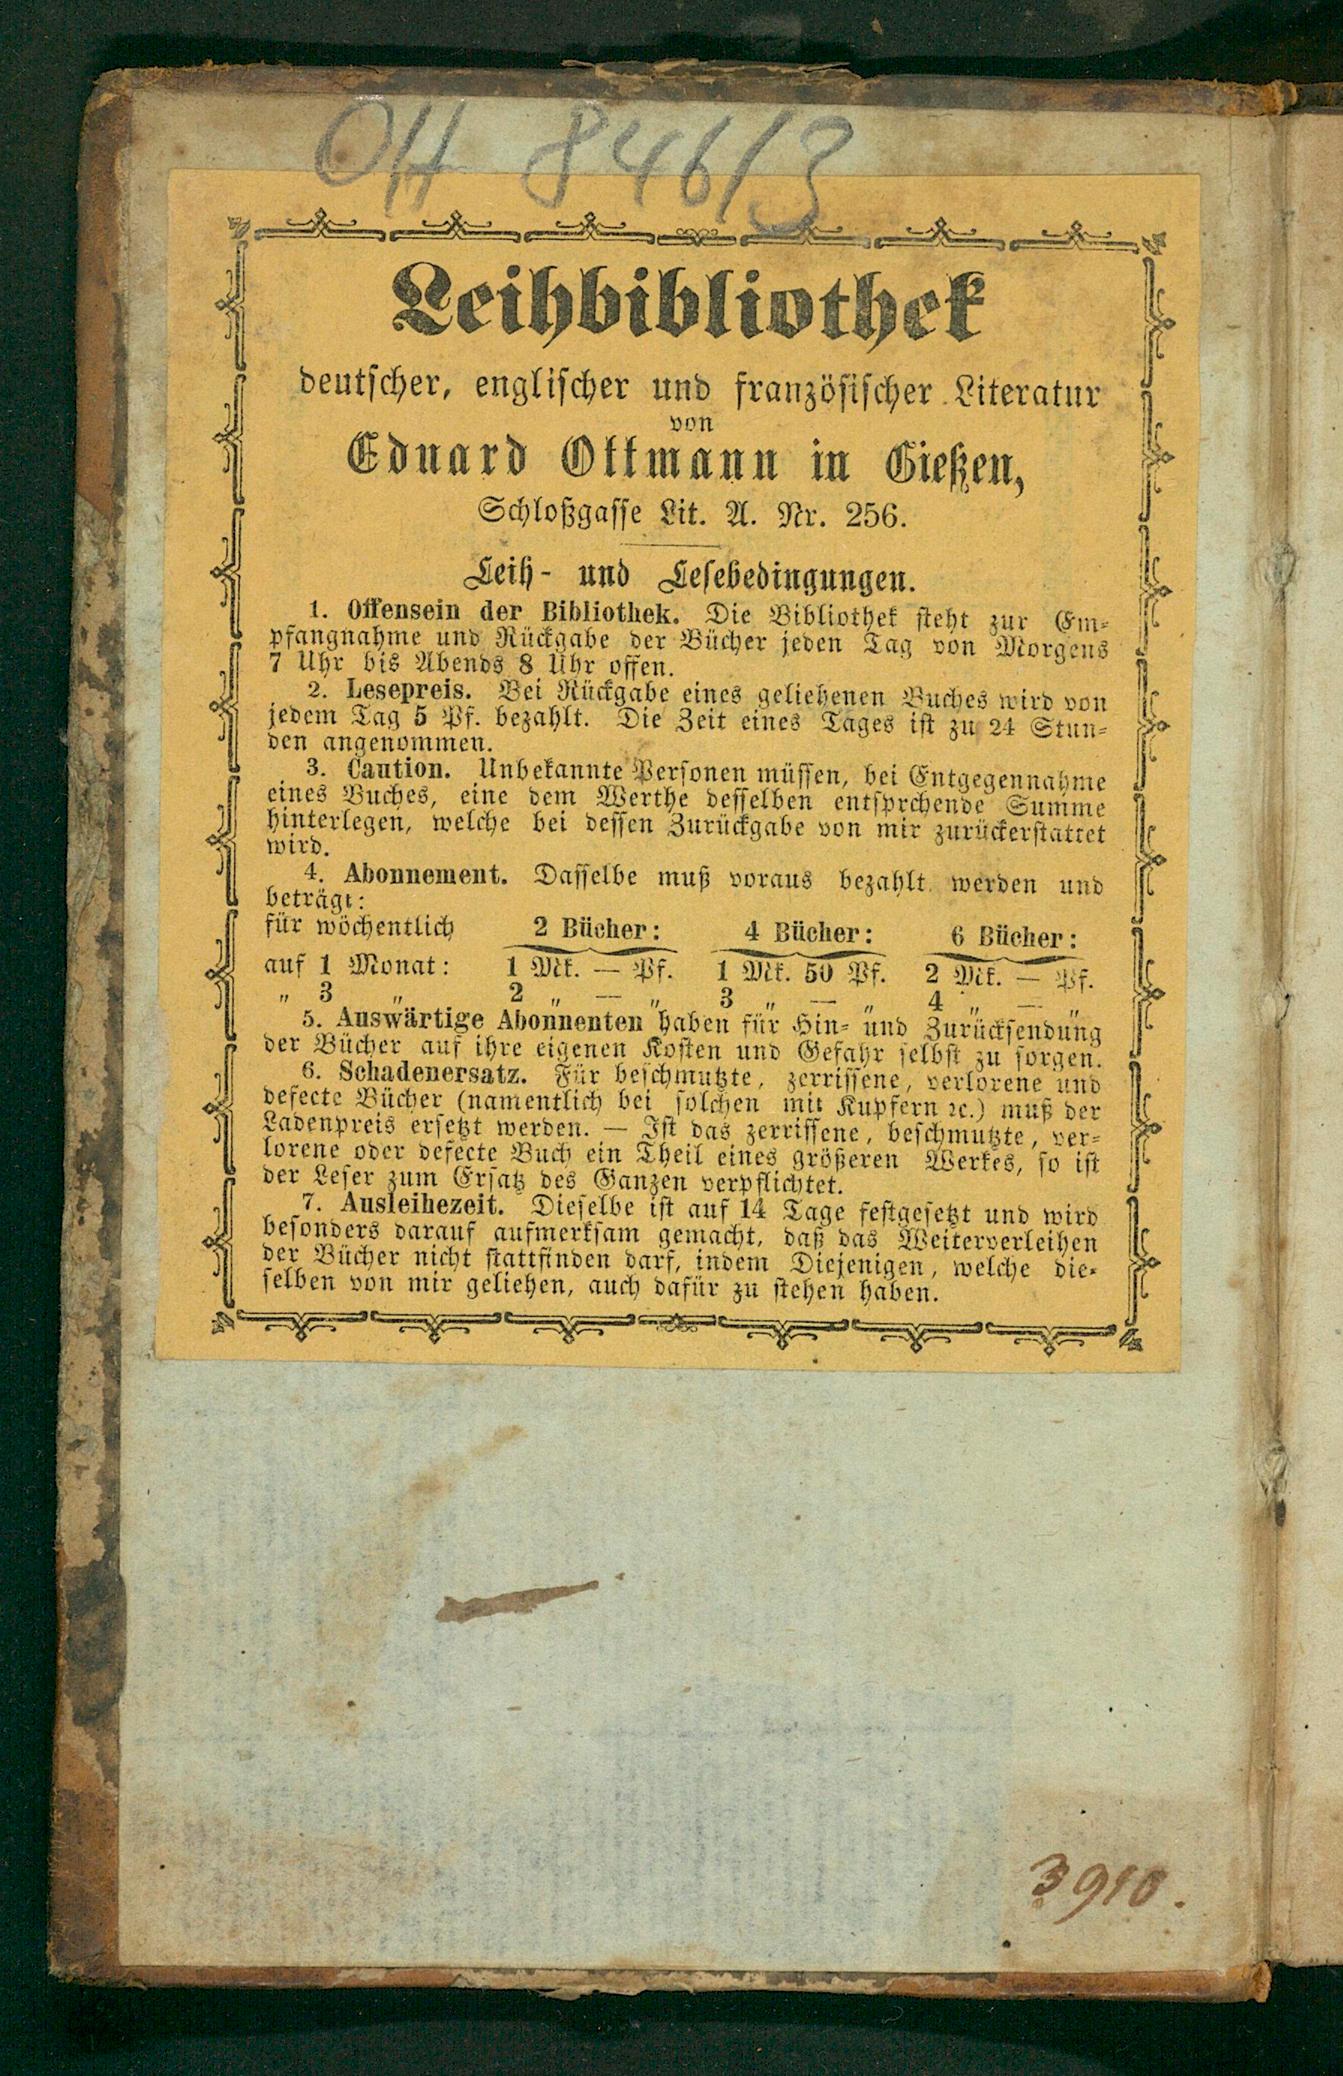 OH 846/3
Leihbibliothek
deutscher, englischer und französischer Literatur
von
Eduard Ottmann in Gießen,
Schloßgasse Lit. A. Nr. 256.
Leih- und Lesebedingungen.
1. Offensein der Bibliothek. Die Bibliothek steht zur Em-
pfangnahme und Rückgabe der Bücher jeden Tag von Morgens
7 Uhr bis Abends 8 Uhr offen.
2. Lesepreis. Bei Rückgabe eines geliehenen Buches wird von
jedem Tag 5 Pf. bezahlt. Die Zeit eines Tages ist zu 24 Stun-
den angenommen.
3. Caution. Unbekannte Personen müssen, bei Entgegennahme
eines Buches, eine dem Werthe desselben entsprchende Summe
hinterlegen, welche bei dessen Zurückgabe von mir zurückerstattet
wird.
4. Abonnement. Dasselbe muß voraus bezahlt werden und
beträgt:
für wöchentlich 2 Bücher: 4 Bücher: 6 Bücher:
auf 1 Monat: 1 Mk. — Pf. 1 Mk. 50 Pf. 2 Mk. — Pf.
„ 3 „ 2 „ — „ 3 „ — „ 4 „ — „
5. Auswärtige Abonnenten haben für Hin- und Zurücksendung
der Bücher auf ihre eigenen Kosten und Gefahr selbst zu sorgen.
6. Schadenersatz. Für beschmutzte, zerrissene, verlorene und
defecte Bücher (namentlich bei solchen mit Kupfern ꝛc.) muß der
Ladenpreis ersetzt werden. — Ist das zerrissene, beschmutzte, ver-
lorene oder defecte Buch ein Theil eines größeren Werkes, so ist
der Leser zum Ersatz des Ganzen verpflichtet.
7. Ausleihezeit. Dieselbe ist auf 14 Tage festgesetzt und wird
besonders darauf aufmerksam gemacht, daß das Weiterverleihen
der Bücher nicht stattfinden darf, indem Diejenigen, welche die-
selben von mir geliehen, auch dafür zu stehen haben.
3910.